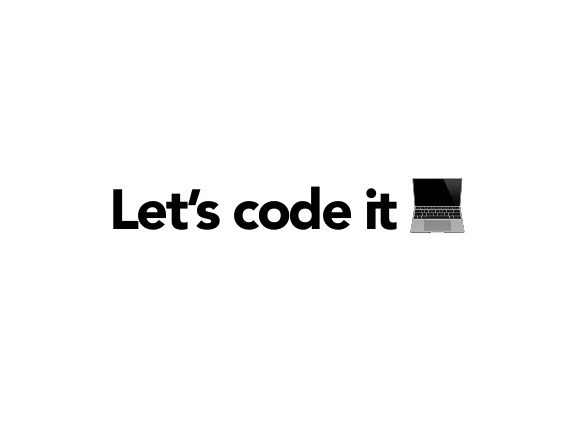 Let’s code it 💻